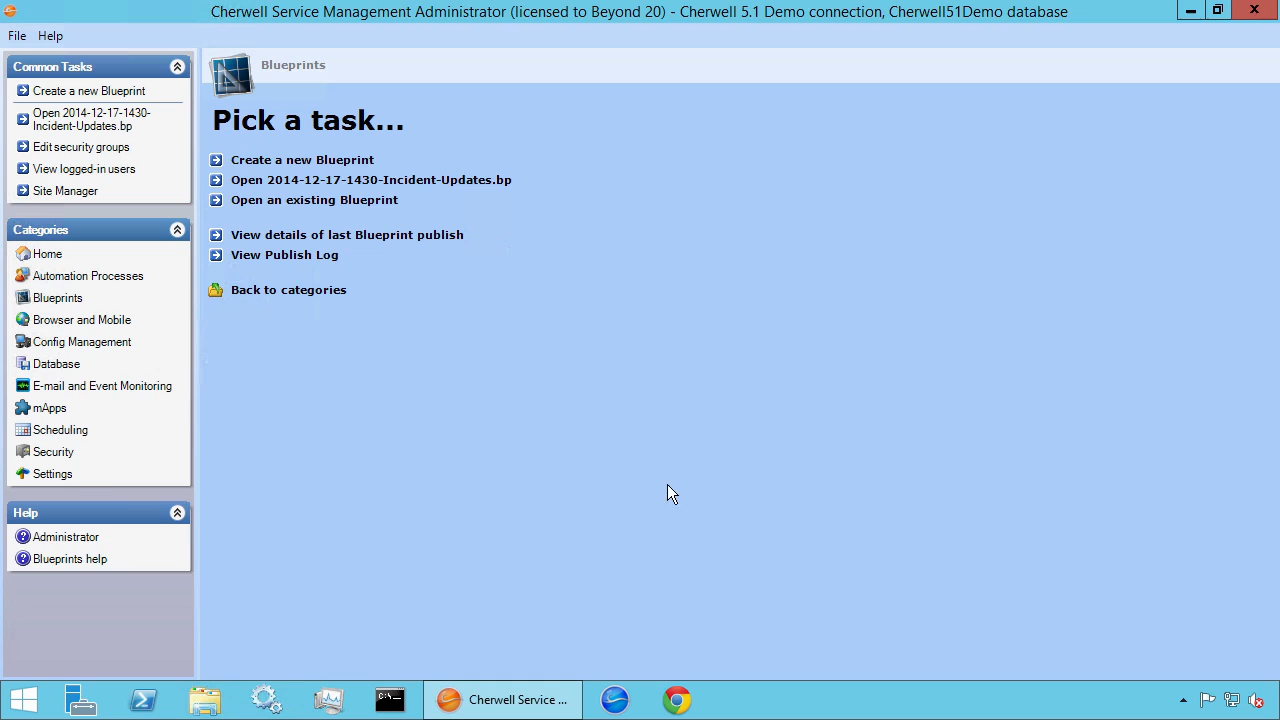 Cherwell Service Management Administrator (licensed to Beyond 20) - Cherwell 5.1 Demo connection, Cherwell51Demo database
File Help
Common Tasks
Create a new Blueprint
Open 2014-12-17-1430-
Incident-Updates.bp
Edit security groups
View logged-in users
Site Manager
Categories
Home
Automation Processes
Blueprints
Browser and Mobile
Config Management
Database
E-mail and Event Monitoring
mApps
Scheduling
Security
Settings
Help
Administrator
Blueprints help
Blueprints
Pick a task...
Create a new Blueprint
Open 2014-12-17-1430-Incident-Updates.bp
Open an existing Blueprint
View details of last Blueprint publish
View Publish Log
Back to categories
C:\_
Cherwell Service ...